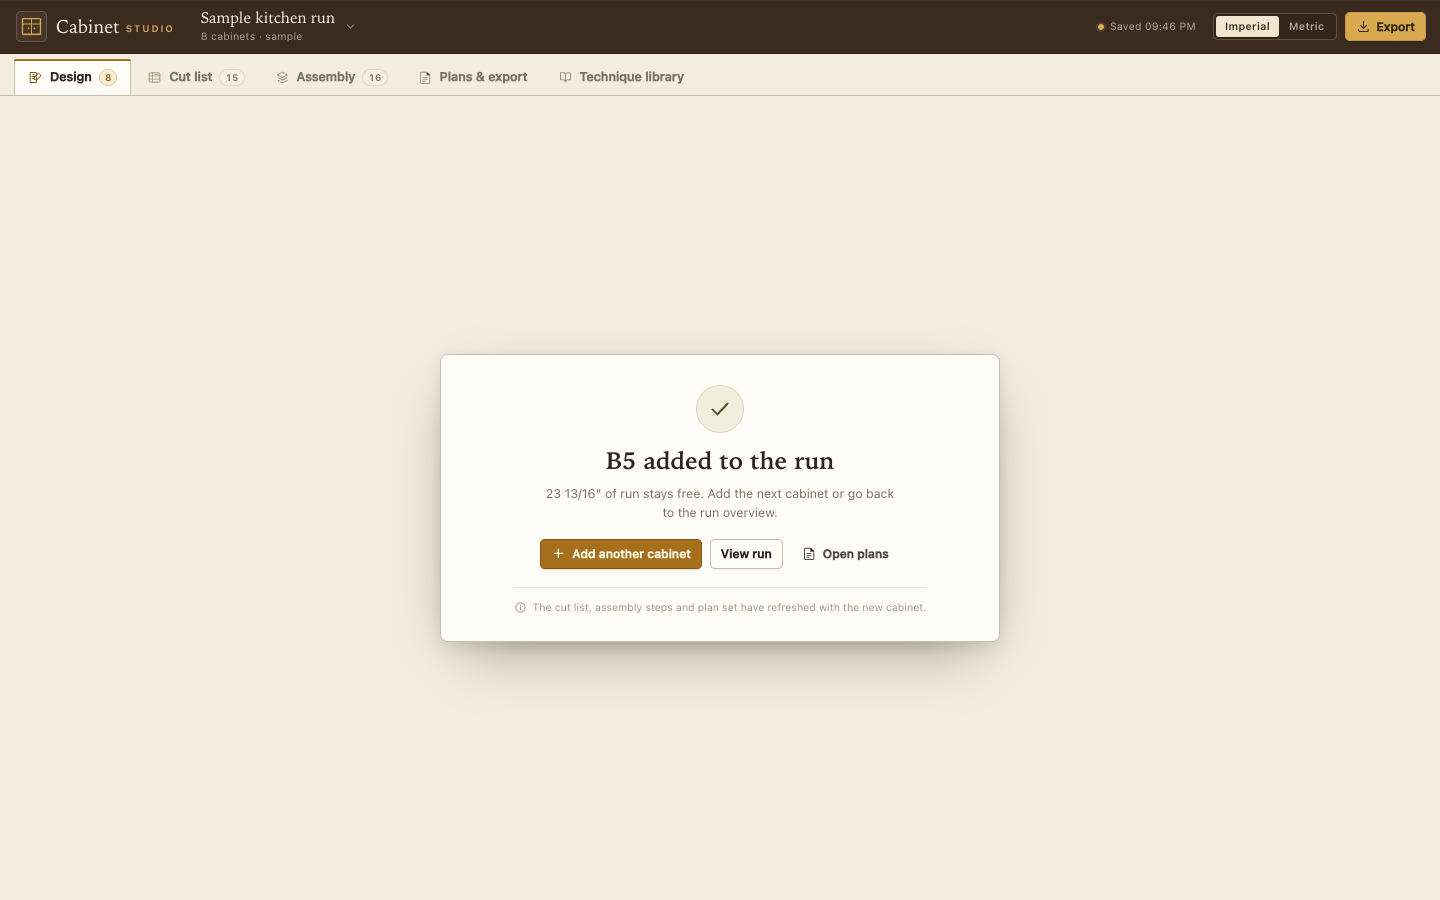 Cabinet STUDIO
Sample kitchen run
8 cabinets · sample
Saved 09:46 PM
Imperial
Metric
Export
Design 8
Cut list 15
Assembly 16
Plans & export
Technique library
B5 added to the run
23 13/16" of run stays free. Add the next cabinet or go back
to the run overview.
Add another cabinet
View run
Open plans
The cut list, assembly steps and plan set have refreshed with the new cabinet.